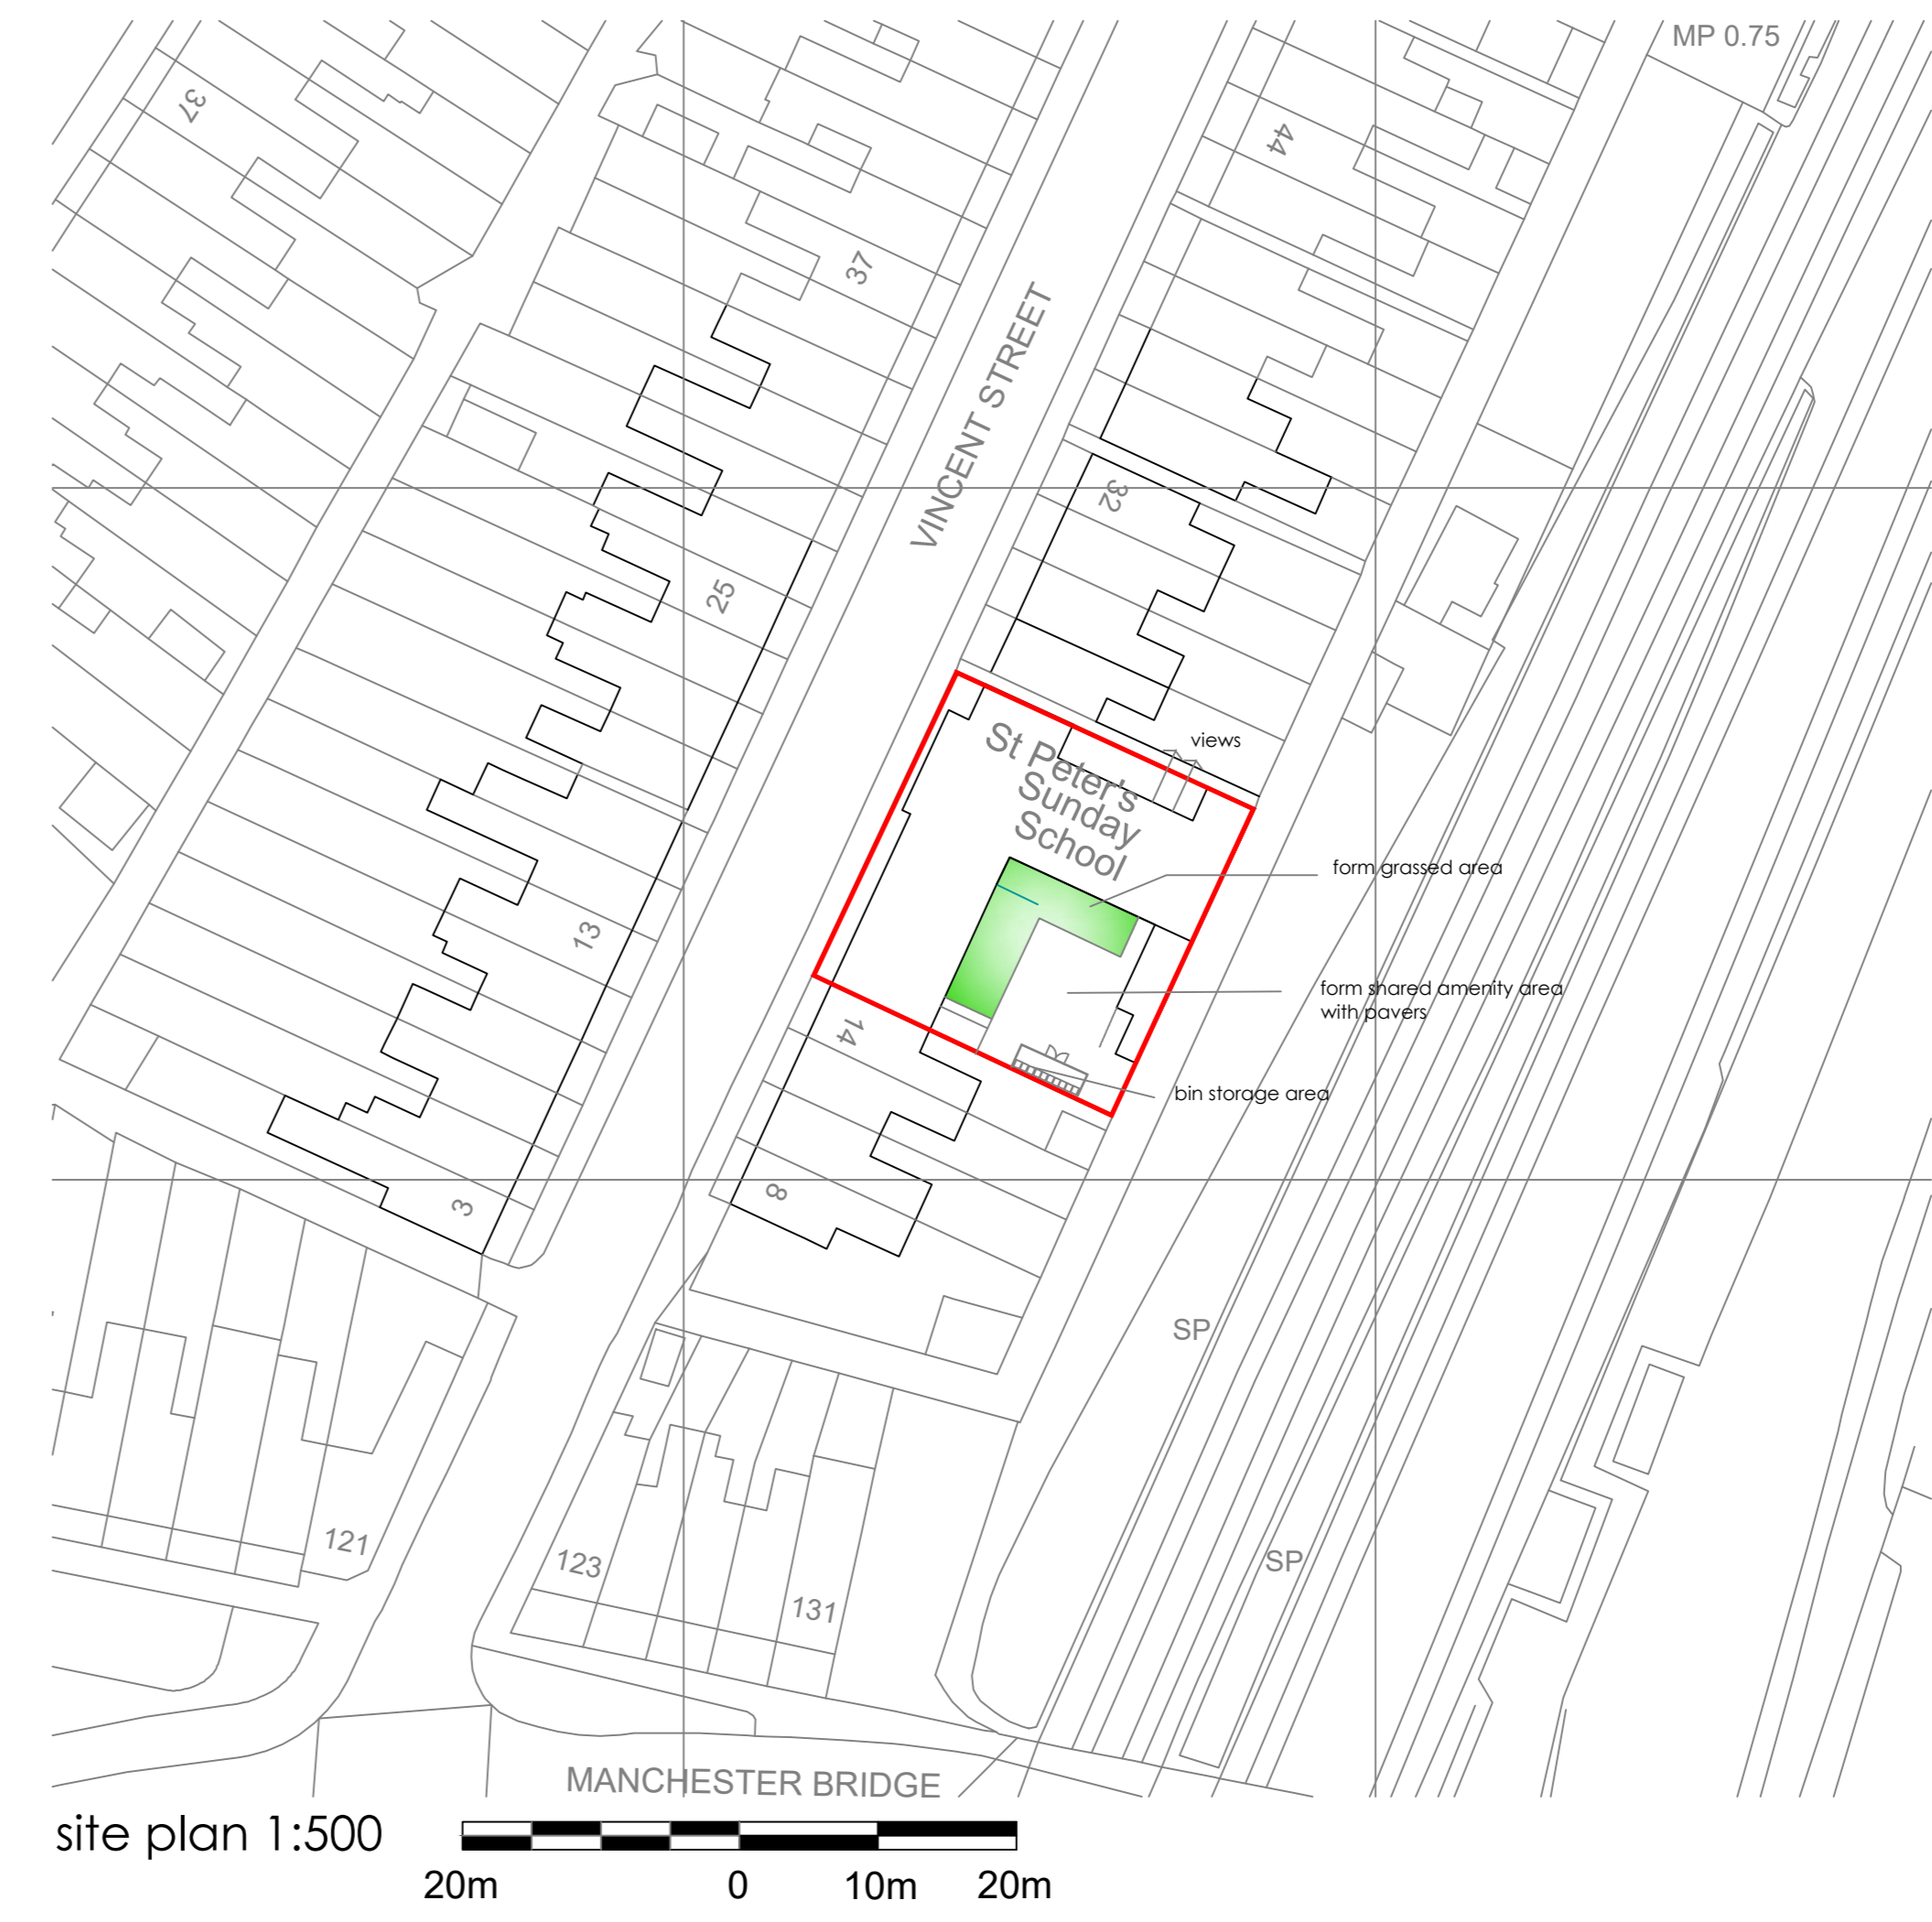 MP 0.75
37
44
37
VINCENT STREET
32
25
views
St Peter's
Sunday
School
form grassed area
13
form shared amenity area
with pavers
14
bin storage area
8
3
SP
121
123
SP
131
MANCHESTER BRIDGE
site plan 1:500
20m 0 10m 20m